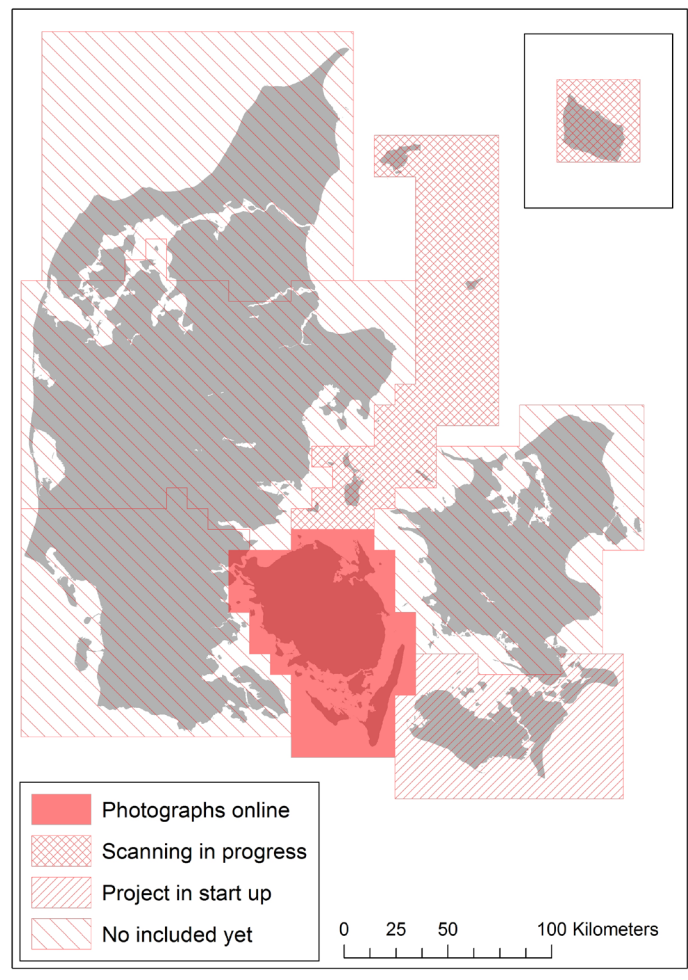 Photographs online
Scanning in progress
Project in start up
No included yet
0 25 50 100 Kilometers